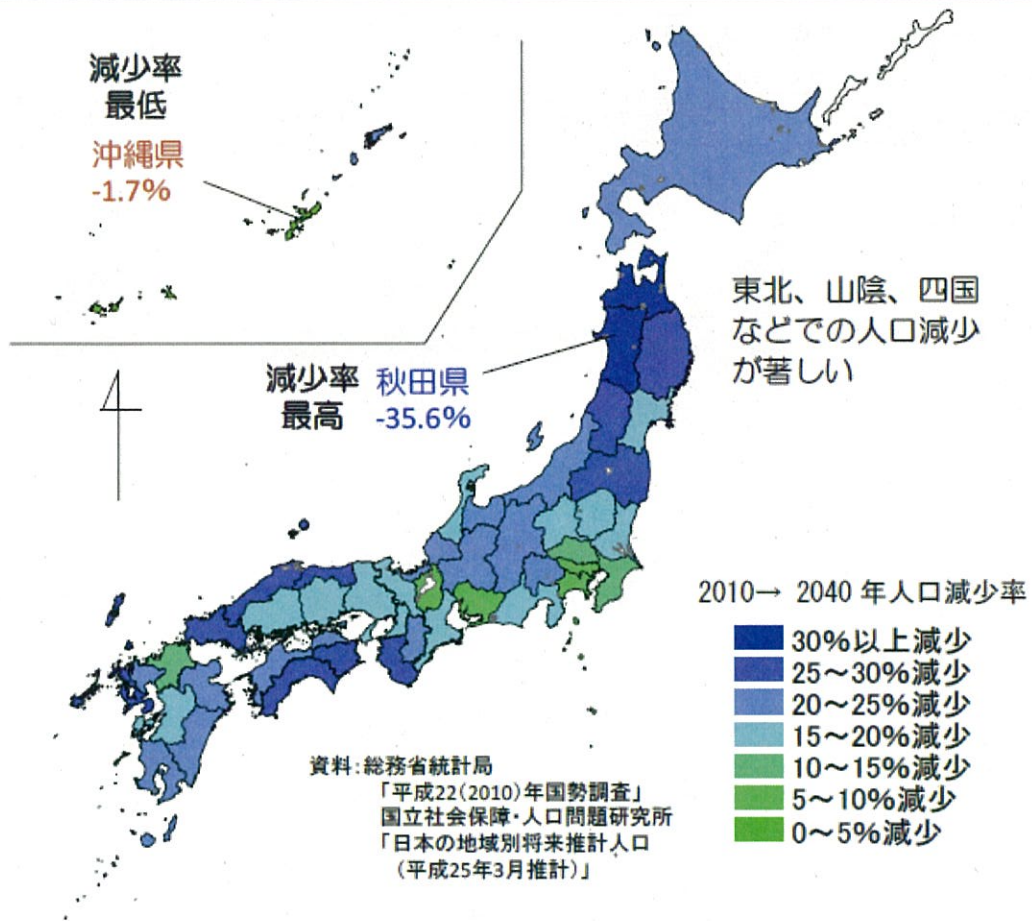 減少率
最低
沖縄県
-1.7%
東北、山陰、四国
などでの人口減少
が著しい
減少率
最高
秋田県
-35.6%
2010→ 2040 年人口減少率
30%以上減少
25～30%減少
20～25%減少
15～20%減少
10～15%減少
5～10%減少
0～5%減少
資料:総務省統計局
「平成22(2010)年国勢調査」
国立社会保障・人口問題研究所
「日本の地域別将来推計人口
(平成25年3月推計)」